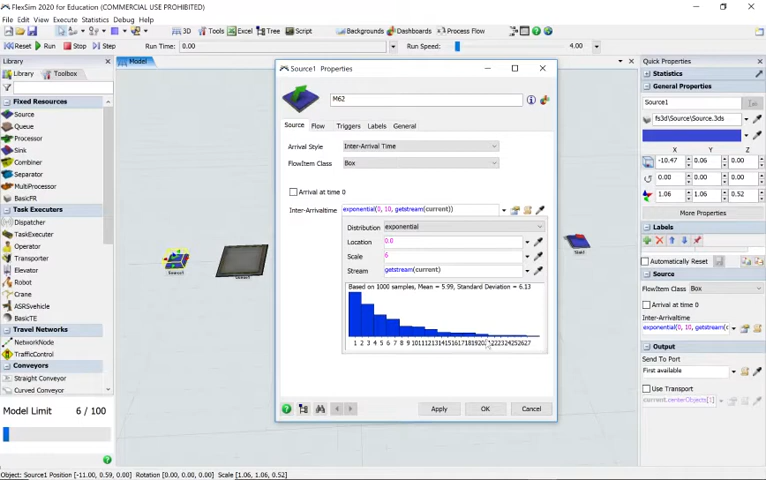 FlexSim 2020 for Education (COMMERCIAL USE PROHIBITED)
File Edit View Execute Statistics Debug Help
3D Tools Excel Tree Script Backgrounds Dashboards Process Flow
Reset Run Stop Step Run Time: 0.00 Run Speed: 4.00
Library
Library Toolbox
Fixed Resources
Source
Queue
Processor
Sink
Combiner
Separator
MultiProcessor
BasicFR
Task Executers
Dispatcher
TaskExecuter
Operator
Transporter
Elevator
Robot
Crane
ASRSvehicle
BasicTE
Travel Networks
NetworkNode
TrafficControl
Conveyors
Straight Conveyor
Curved Conveyor
Model Limit 6 / 100
Model
Source1 Properties
M62
Source Flow Triggers Labels General
Arrival Style Inter-Arrival Time
FlowItem Class Box
Arrival at time 0
Inter-Arrivaltime exponential(0, 10, getstream(current))
Distribution exponential
Location 0.0
Scale 6
Stream getstream(current)
Based on 1000 samples, Mean = 5.99, Standard Deviation = 6.13
Apply OK Cancel
Quick Properties
Statistics
General Properties
Source1
fs3d\Source\Source.3ds
X Y Z
-10.47 0.06 0.00
0.00 0.00 0.00
1.06 1.06 0.52
More Properties
Labels
Automatically Reset
Source
FlowItem Class Box
Arrival at time 0
Inter-Arrivaltime
exponential(0, 10, getstream(c
Output
Send To Port
First available
Use Transport
current.centerObjects[1]
Object: Source1 Position [-11.00, 0.59, 0.00] Rotation [0.00, 0.00, 0.00] Scale [1.06, 1.06, 0.52]